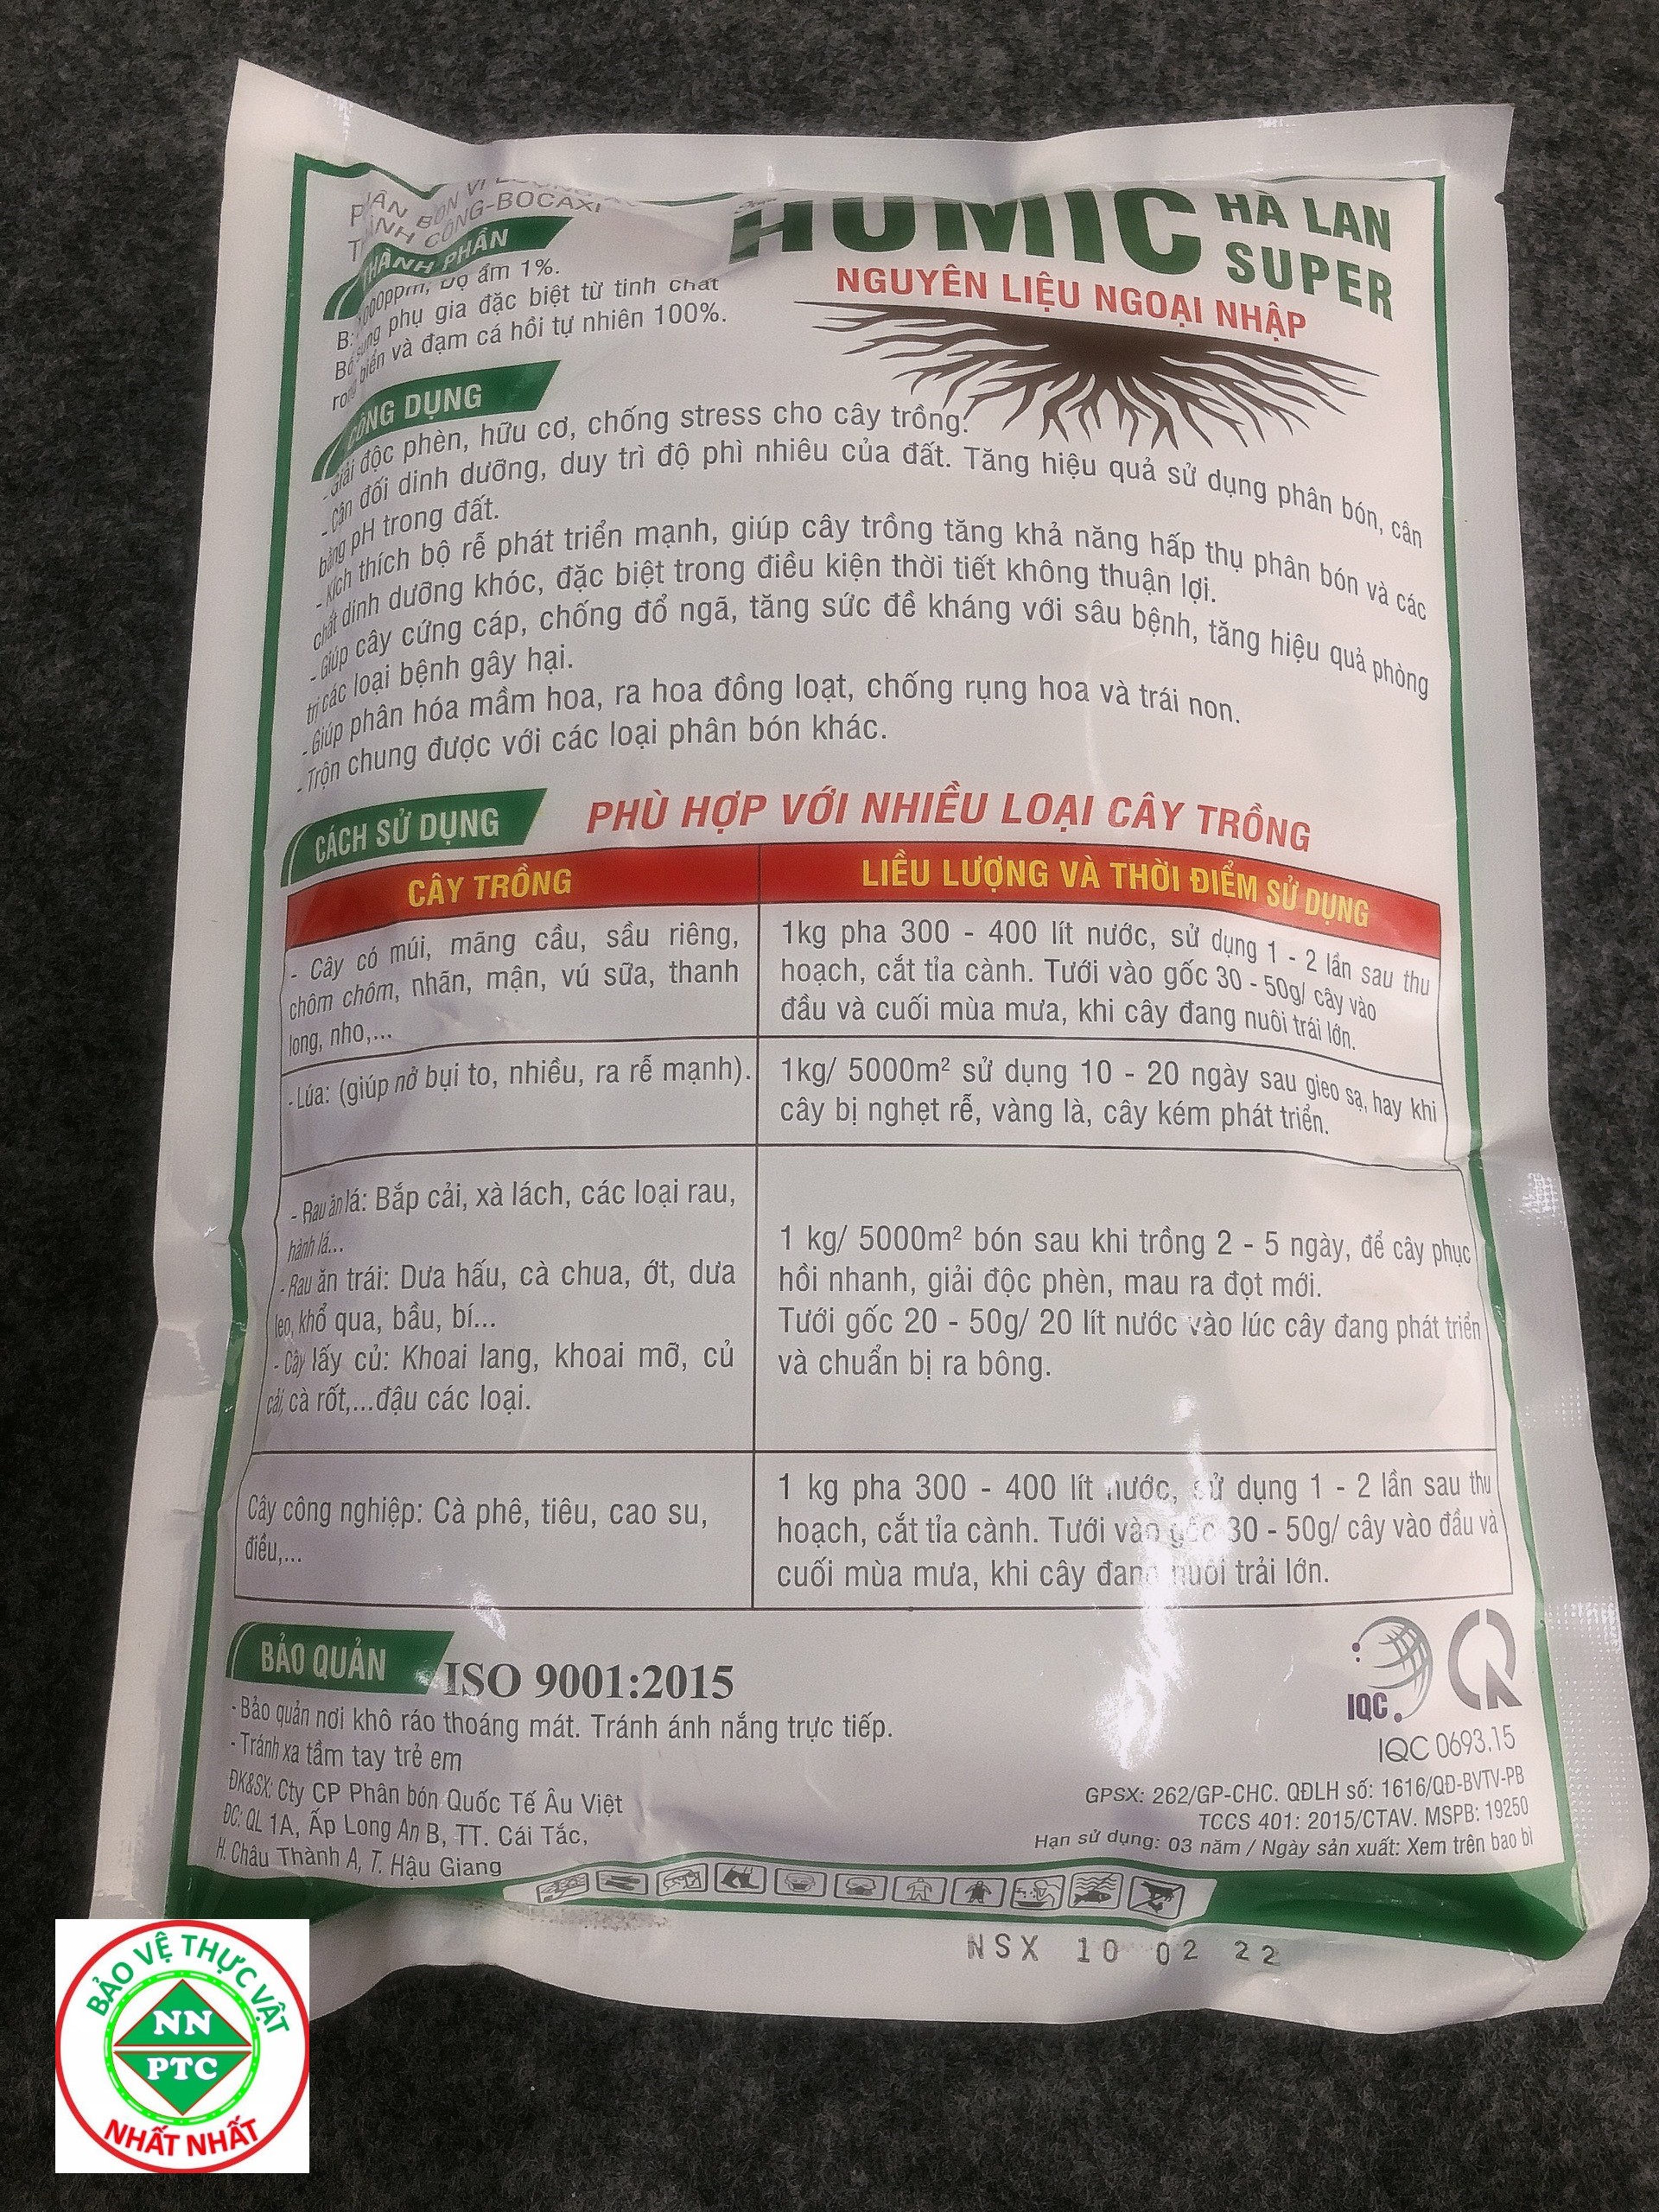 PHÂN BÓN VI
THÀNH CÔNG-BOCAXI
HUMIC HÀ LAN
SUPER
NGUYÊN LIỆU NGOẠI NHẬP
THÀNH PHẦN
000ppm, Độ ẩm 1%.
Bổ sung phụ gia đặc biệt từ tinh chất
rong biển và đạm cá hồi tự nhiên 100%.
CÔNG DỤNG
- Giải độc phèn, hữu cơ, chống stress cho cây trồng.
- Cân đối dinh dưỡng, duy trì độ phì nhiêu của đất. Tăng hiệu quả sử dụng phân bón, cân
bằng pH trong đất.
- Kích thích bộ rễ phát triển mạnh, giúp cây trồng tăng khả năng hấp thụ phân bón và các
chất dinh dưỡng khóc, đặc biệt trong điều kiện thời tiết không thuận lợi.
- Giúp cây cứng cáp, chống đổ ngã, tăng sức đề kháng với sâu bệnh, tăng hiệu quả phòng
trị các loại bệnh gây hại.
- Giúp phân hóa mầm hoa, ra hoa đồng loạt, chống rụng hoa và trái non.
- Trộn chung được với các loại phân bón khác.
CÁCH SỬ DỤNG
PHÙ HỢP VỚI NHIỀU LOẠI CÂY TRỒNG
CÂY TRỒNG
LIỀU LƯỢNG VÀ THỜI ĐIỂM SỬ DỤNG
- Cây có múi, mãng cầu, sầu riêng,
chôm chôm, nhãn, mận, vú sữa, thanh
long, nho,...
1kg pha 300 - 400 lít nước, sử dụng 1 - 2 lần sau thu
hoạch, cắt tỉa cành. Tưới vào gốc 30 - 50g/ cây vào
đầu và cuối mùa mưa, khi cây đang nuôi trái lớn.
- Lúa: (giúp nở bụi to, nhiều, ra rễ mạnh).
1kg/ 5000m² sử dụng 10 - 20 ngày sau gieo sạ, hay khi
cây bị nghẹt rễ, vàng là, cây kém phát triển.
- Rau ăn lá: Bắp cải, xà lách, các loại rau,
hành lá...
- Rau ăn trái: Dưa hấu, cà chua, ớt, dưa
leo, khổ qua, bầu, bí...
- Cây lấy củ: Khoai lang, khoai mỡ, củ
cải, cà rốt,...đậu các loại.
1 kg/ 5000m² bón sau khi trồng 2 - 5 ngày, để cây phục
hồi nhanh, giải độc phèn, mau ra đọt mới.
Tưới gốc 20 - 50g/ 20 lít nước vào lúc cây đang phát triển
và chuẩn bị ra bông.
Cây công nghiệp: Cà phê, tiêu, cao su,
điều,...
1 kg pha 300 - 400 lít nước, sử dụng 1 - 2 lần sau thu
hoạch, cắt tỉa cành. Tưới vào gốc 30 - 50g/ cây vào đầu và
cuối mùa mưa, khi cây đang nuôi trải lớn.
BẢO QUẢN
ISO 9001:2015
- Bảo quản nơi khô ráo thoáng mát. Tránh ánh nắng trực tiếp.
- Tránh xa tầm tay trẻ em
ĐK&SX: Cty CP Phân bón Quốc Tế Âu Việt
ĐC: QL 1A, Ấp Long An B, TT. Cái Tắc,
H. Châu Thành A, T. Hậu Giang
IQC
IQC 0693.15
GPSX: 262/GP-CHC. QĐLH số: 1616/QĐ-BVTV-PB
TCCS 401: 2015/CTAV. MSPB: 19250
Hạn sử dụng: 03 năm / Ngày sản xuất: Xem trên bao bì
NSX 10 02 22
BẢO VỆ THỰC VẬT
NN
PTC
NHẤT NHẤT